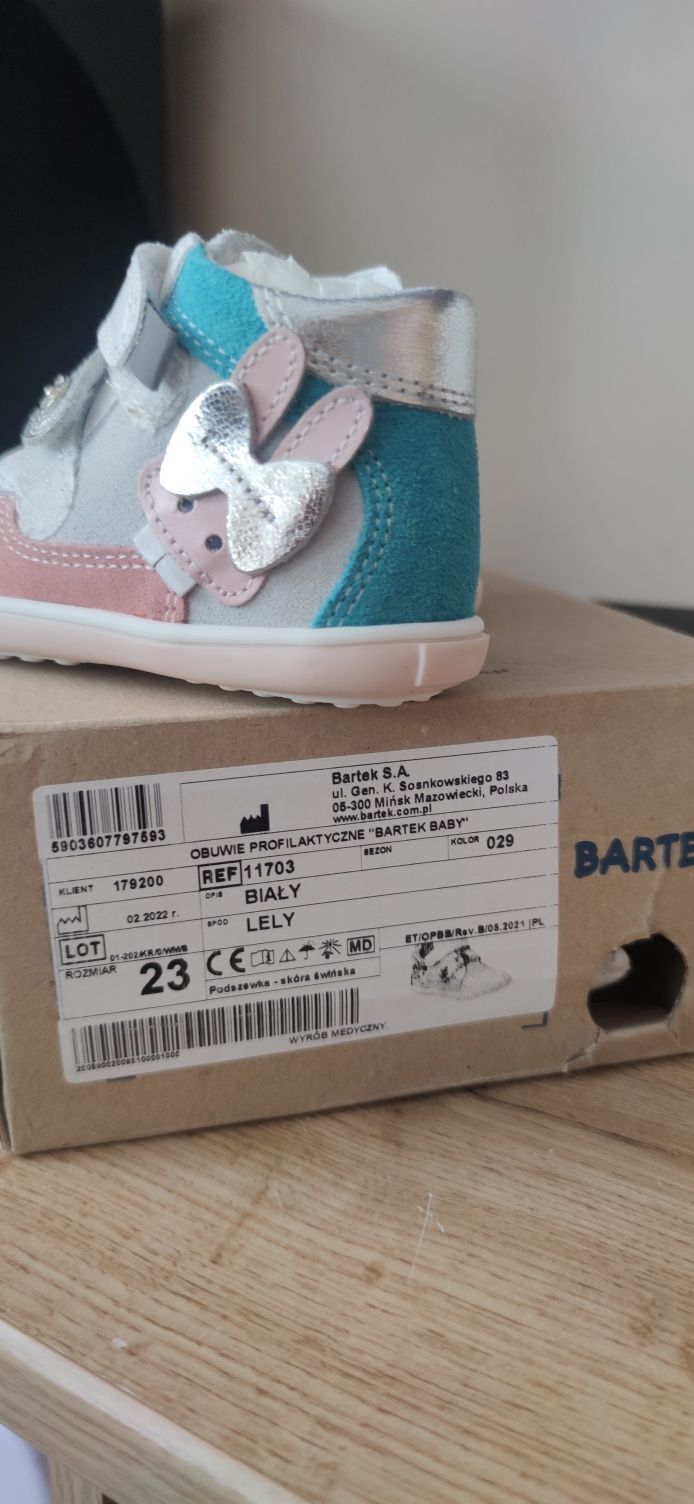 Bartek S.A.
ul. Gen. K. Sosnkowskiego 83
05-300 Mińsk Mazowiecki, Polska
www.bartek.com.pl
5903607797593
OBUWIE PROFILAKTYCZNE "BARTEK BABY"
KLIENT 179200
REF 11703
SEZON
KOLOR 029
OPIS BIAŁY
02.2022 r.
SPÓD LELY
LOT
ROZMIAR 23
CE MD
ET/OPBB/Rev.B/05.2021 |PL
Podszewka - skóra świńska
WYRÓB MEDYCZNY.
BARTE